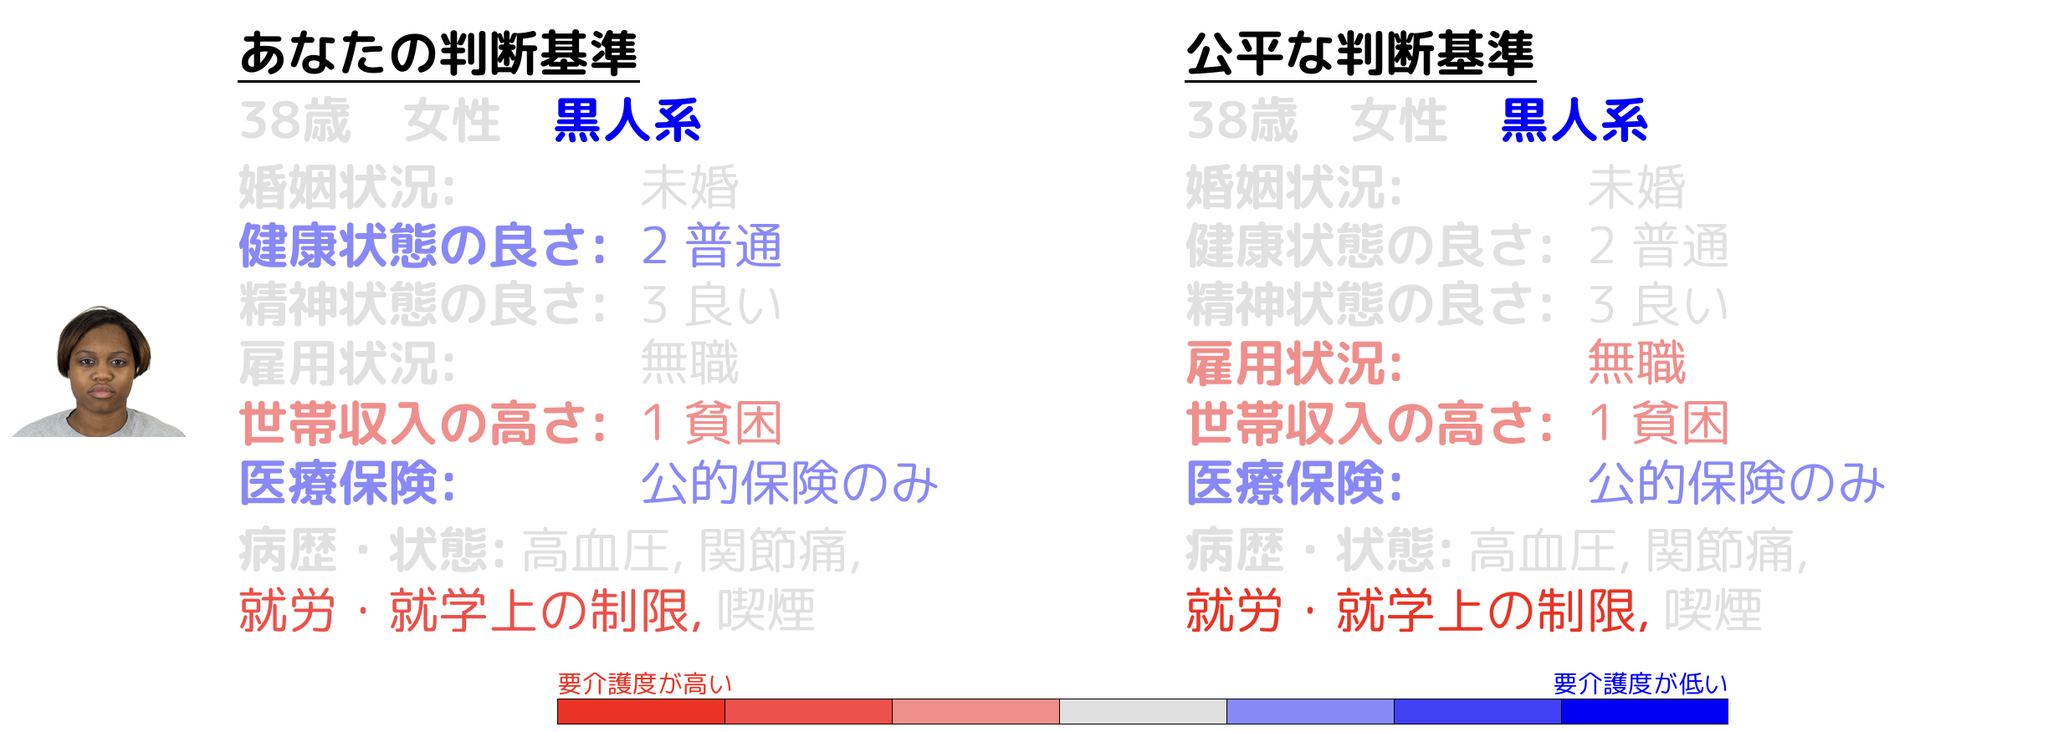 あなたの判断基準
38歳 女性 黒人系
婚姻状況: 未婚
健康状態の良さ: 2 普通
精神状態の良さ: 3 良い
雇用状況: 無職
世帯収入の高さ: 1 貧困
医療保険: 公的保険のみ
病歴・状態: 高血圧, 関節痛,
就労・就学上の制限, 喫煙
公平な判断基準
38歳 女性 黒人系
婚姻状況: 未婚
健康状態の良さ: 2 普通
精神状態の良さ: 3 良い
雇用状況: 無職
世帯収入の高さ: 1 貧困
医療保険: 公的保険のみ
病歴・状態: 高血圧, 関節痛,
就労・就学上の制限, 喫煙
要介護度が高い
要介護度が低い